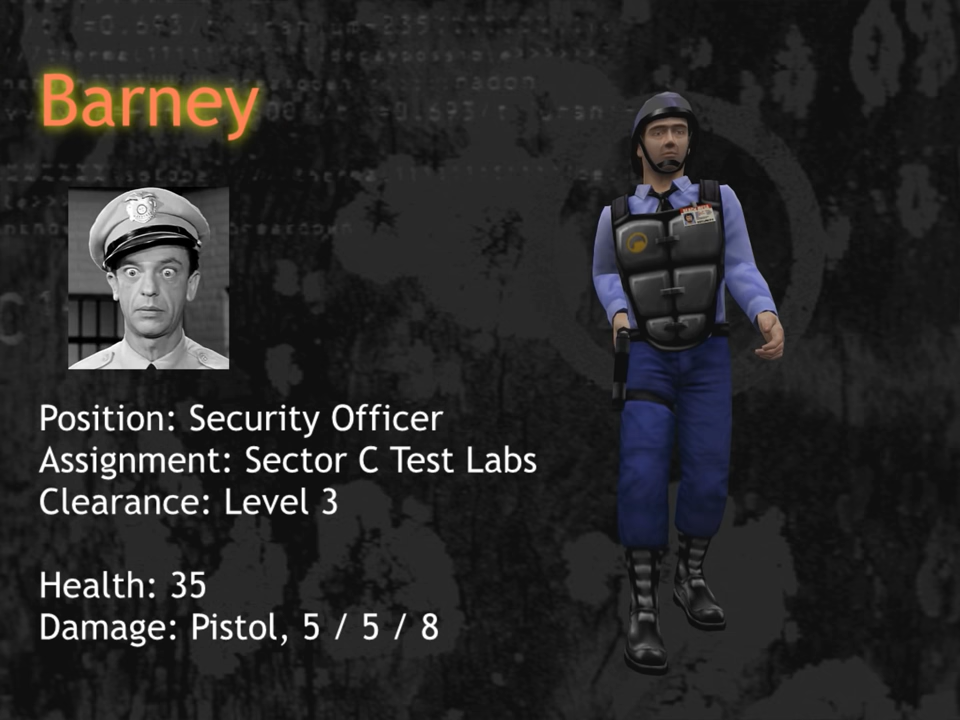 Barney
Position: Security Officer
Assignment: Sector C Test Labs
Clearance: Level 3
Health: 35
Damage: Pistol, 5 / 5 / 8